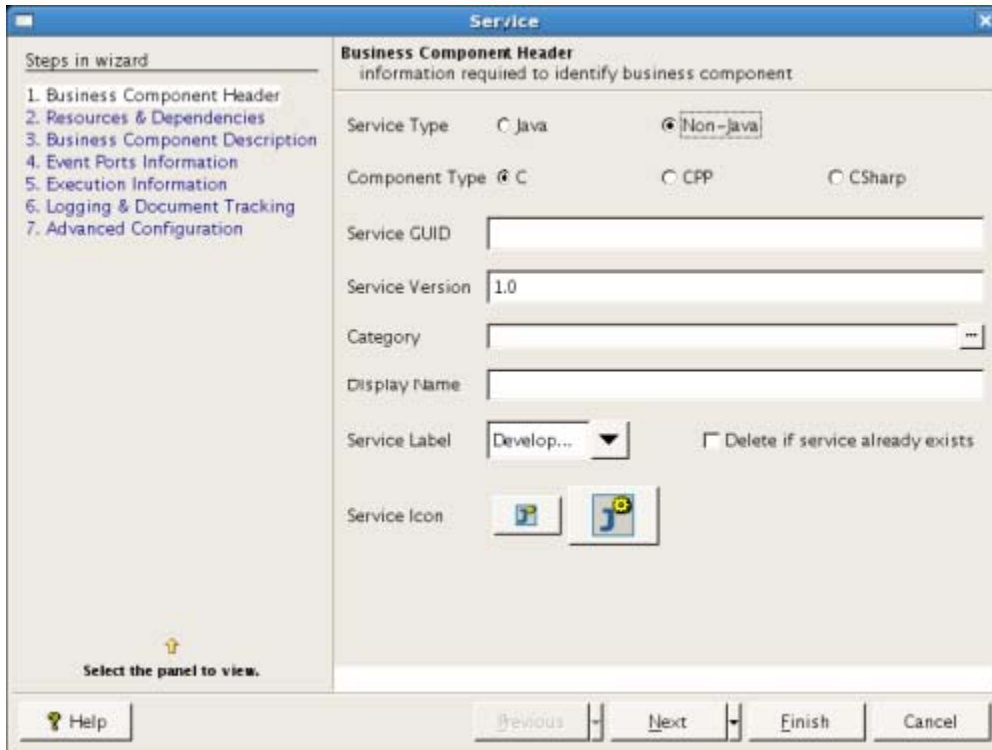 Service
Steps in wizard
1. Business Component Header
2. Resources & Dependencies
3. Business Component Description
4. Event Ports Information
5. Execution Information
6. Logging & Document Tracking
7. Advanced Configuration
Select the panel to view.
Business Component Header
information required to identify business component
Service Type Java Non-Java
Component Type C CPP CSharp
Service GUID
Service Version 1.0
Category ...
Display Name
Service Label Develop... Delete if service already exists
Service Icon
Help Previous Next Finish Cancel